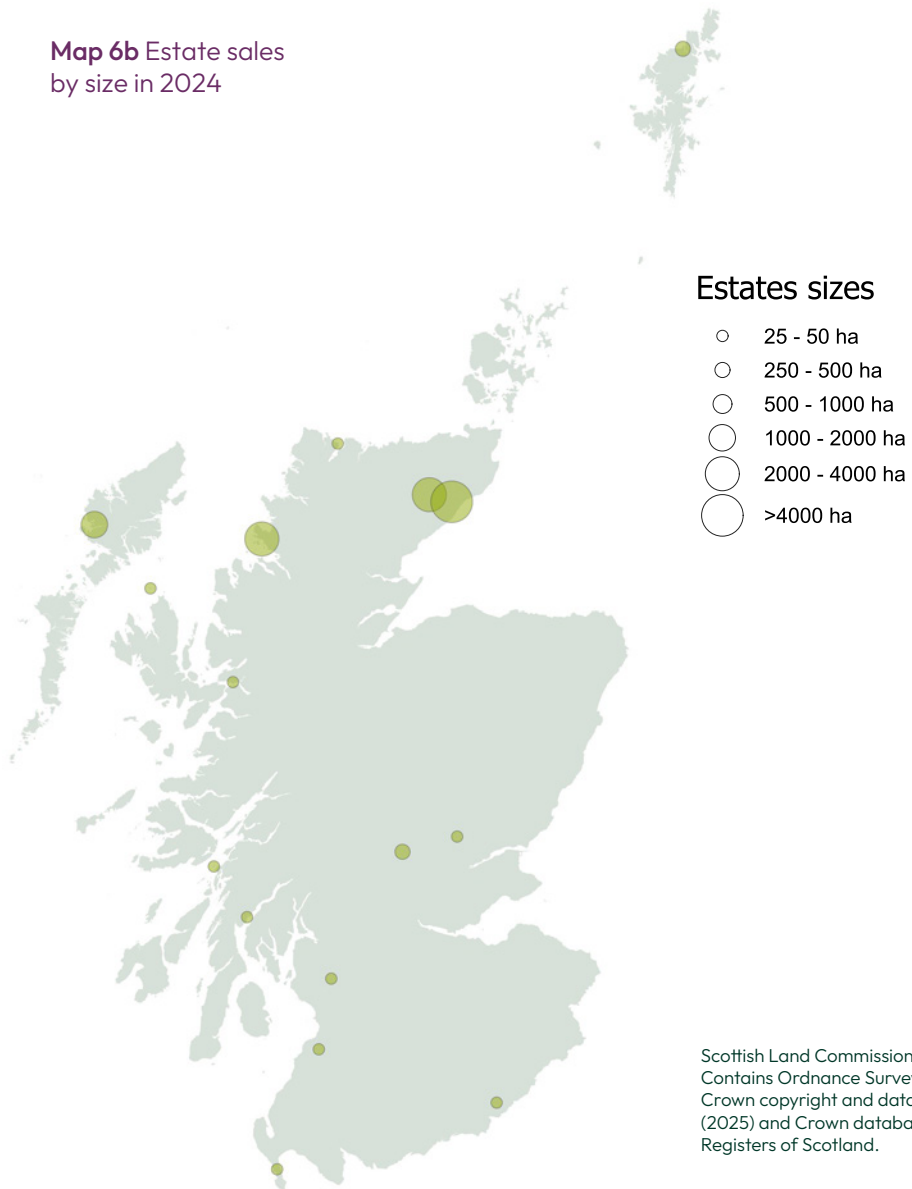 Map 6b Estate sales
by size in 2024
Estates sizes
25 - 50 ha
250 - 500 ha
500 - 1000 ha
1000 - 2000 ha
2000 - 4000 ha
>4000 ha
Scottish Land Commission
Contains Ordnance Surve
Crown copyright and data
(2025) and Crown databa
Registers of Scotland.